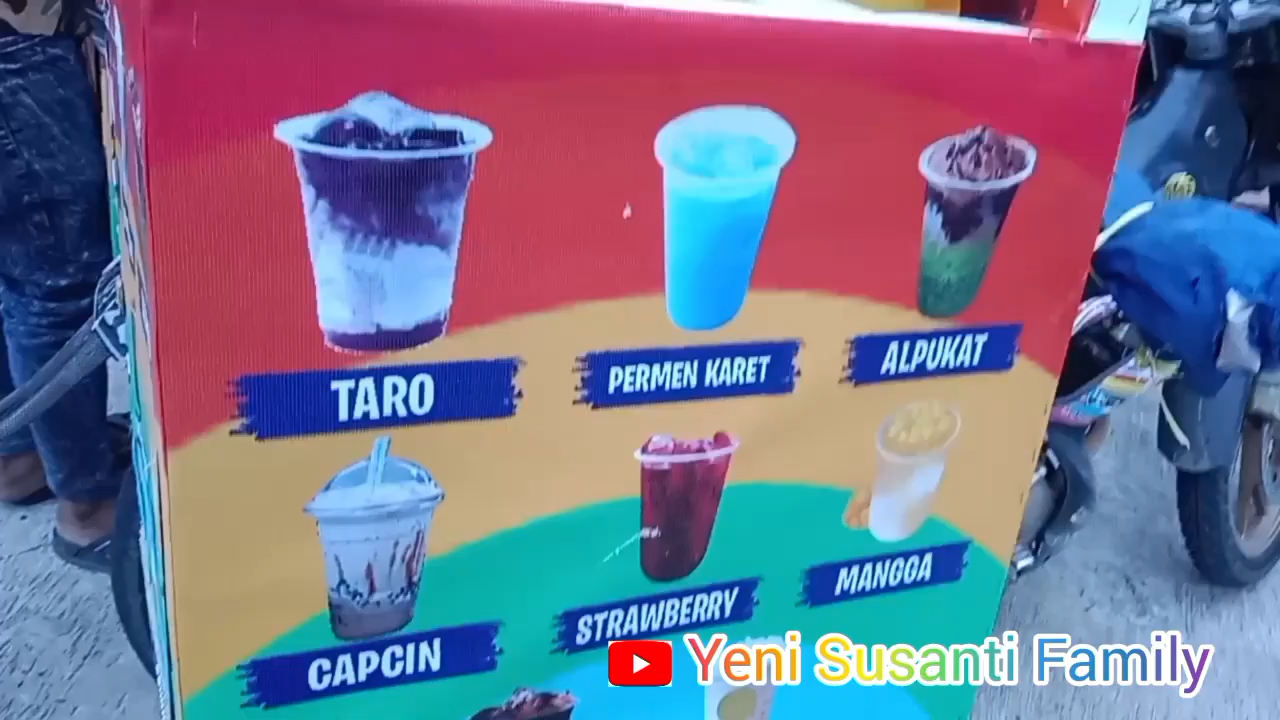 TARO
PERMEN KARET
ALPUKAT
CAPCIN
STRAWBERRY
MANGGA
Yeni Susanti Family